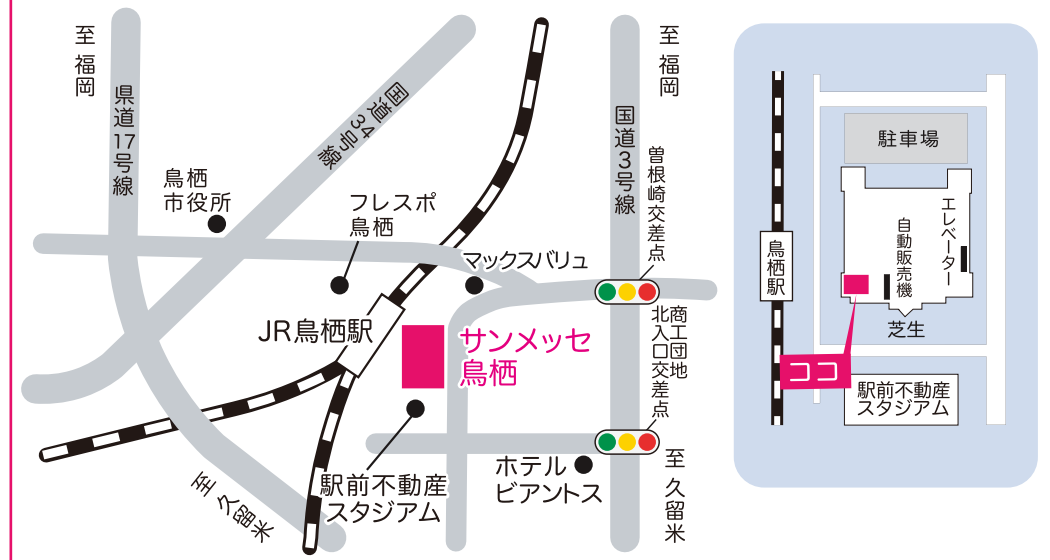 至 福岡
県道17号線
国道34号線
至 福岡
国道3号線
曽根崎交差点
鳥栖
市役所
フレスポ
鳥栖
マックスバリュ
JR鳥栖駅
サンメッセ
鳥栖
商工団地
北入口交差点
駅前不動産
スタジアム
ホテル
ビアントス
至 久留米
至 久留米
駐車場
エレベーター
自動販売機
鳥栖駅
芝生
ココ
駅前不動産
スタジアム